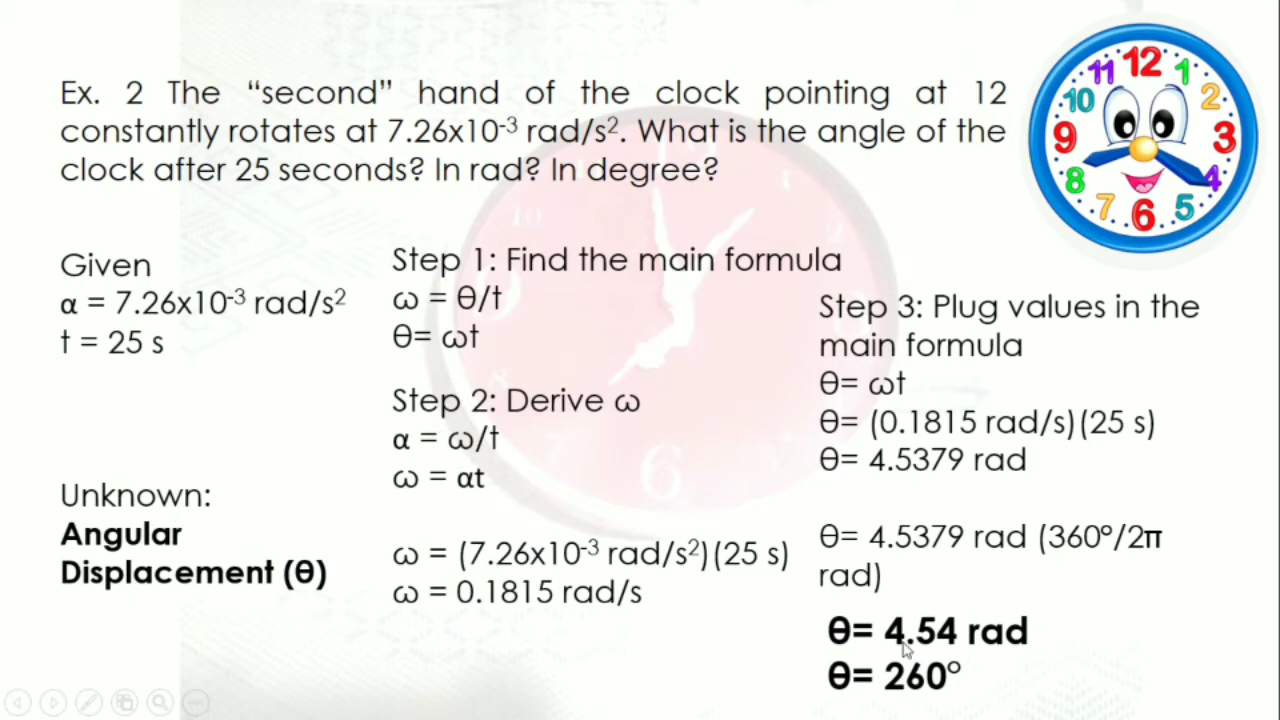 Ex. 2 The “second” hand of the clock pointing at 12
constantly rotates at 7.26x10⁻³ rad/s². What is the angle of the
clock after 25 seconds? In rad? In degree?
12
11
1
10
2
9
3
8
4
7
5
6
Given
α = 7.26x10⁻³ rad/s²
t = 25 s
Unknown:
Angular
Displacement (θ)
Step 1: Find the main formula
ω = θ/t
θ= ωt
Step 2: Derive ω
α = ω/t
ω = αt
ω = (7.26x10⁻³ rad/s²)(25 s)
ω = 0.1815 rad/s
Step 3: Plug values in the
main formula
θ= ωt
θ= (0.1815 rad/s)(25 s)
θ= 4.5379 rad
θ= 4.5379 rad (360º/2π
rad)
θ= 4.54 rad
θ= 260°